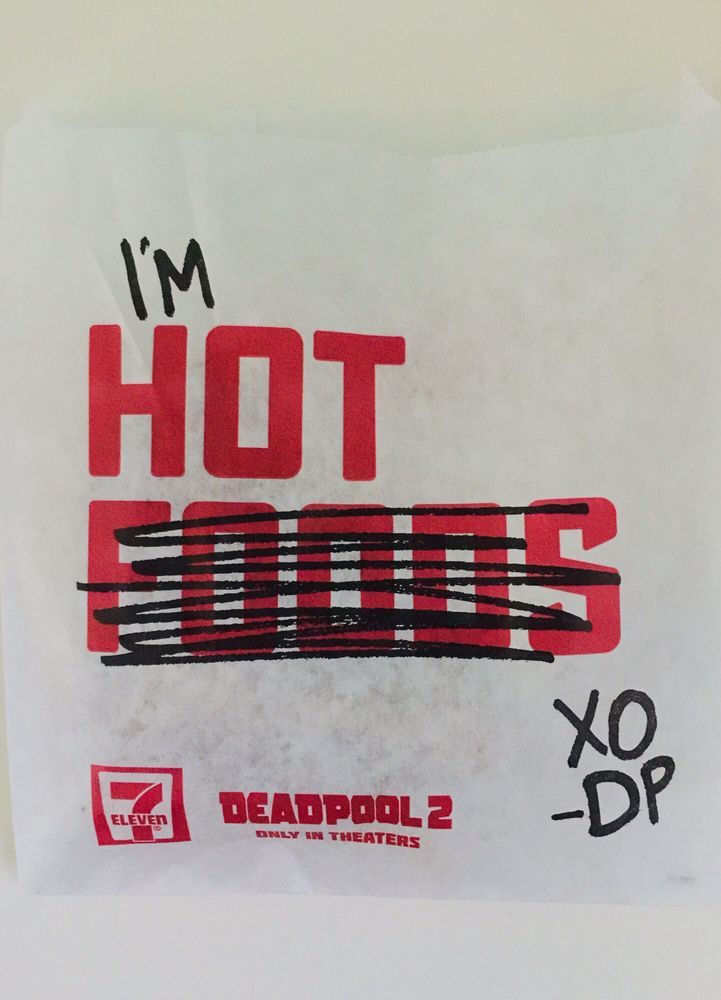 I'M
HOT
FOODS
XO
-DP
7
ELEVEN®
DEADPOOL 2
ONLY IN THEATERS